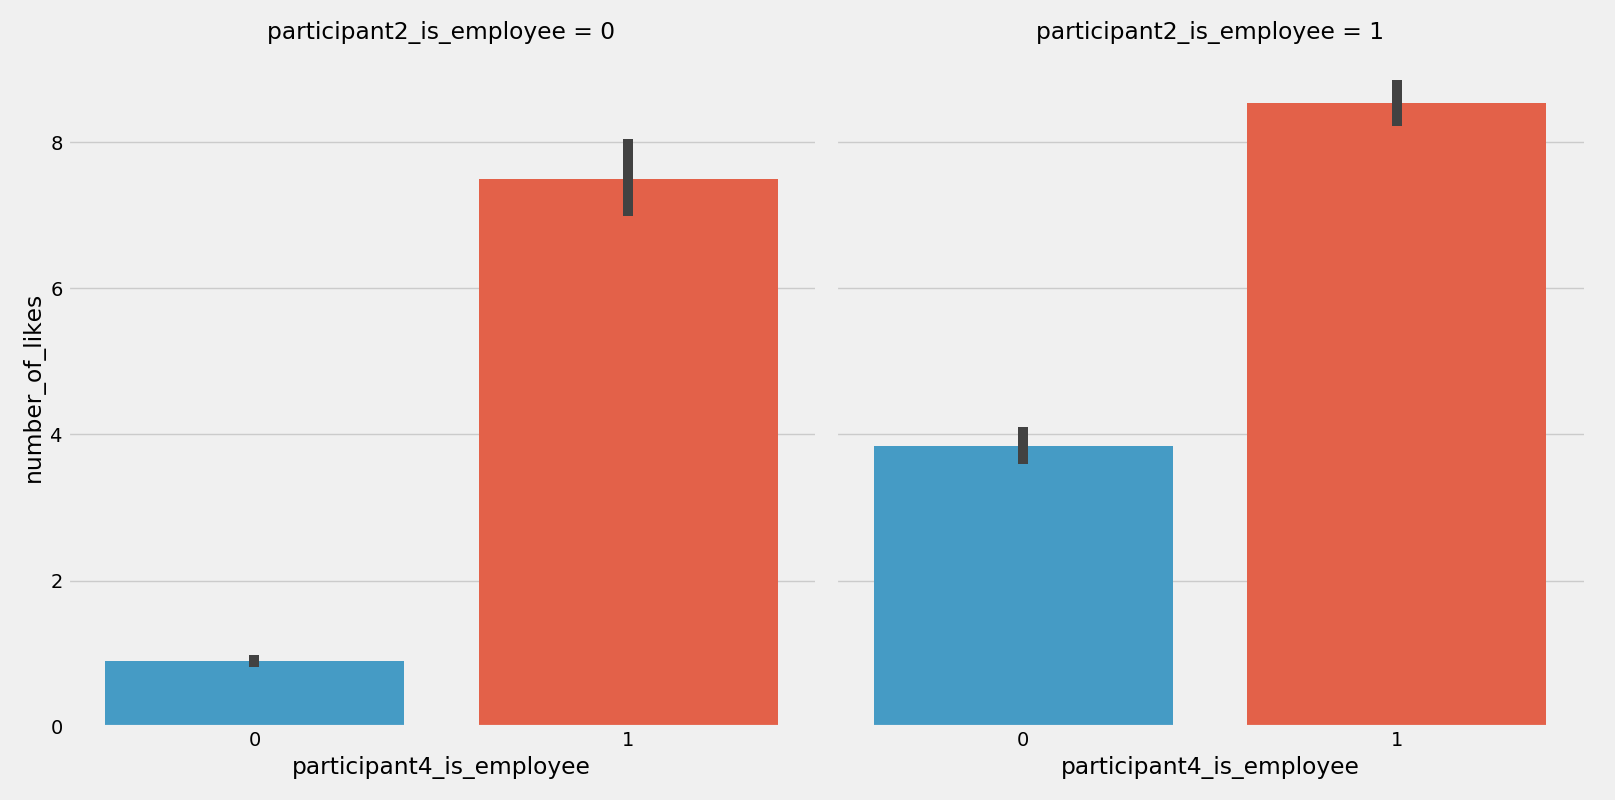 participant2_is_employee = 0
participant2_is_employee = 1
number_of_likes
8
6
4
2
0
0
1
0
1
participant4_is_employee
participant4_is_employee